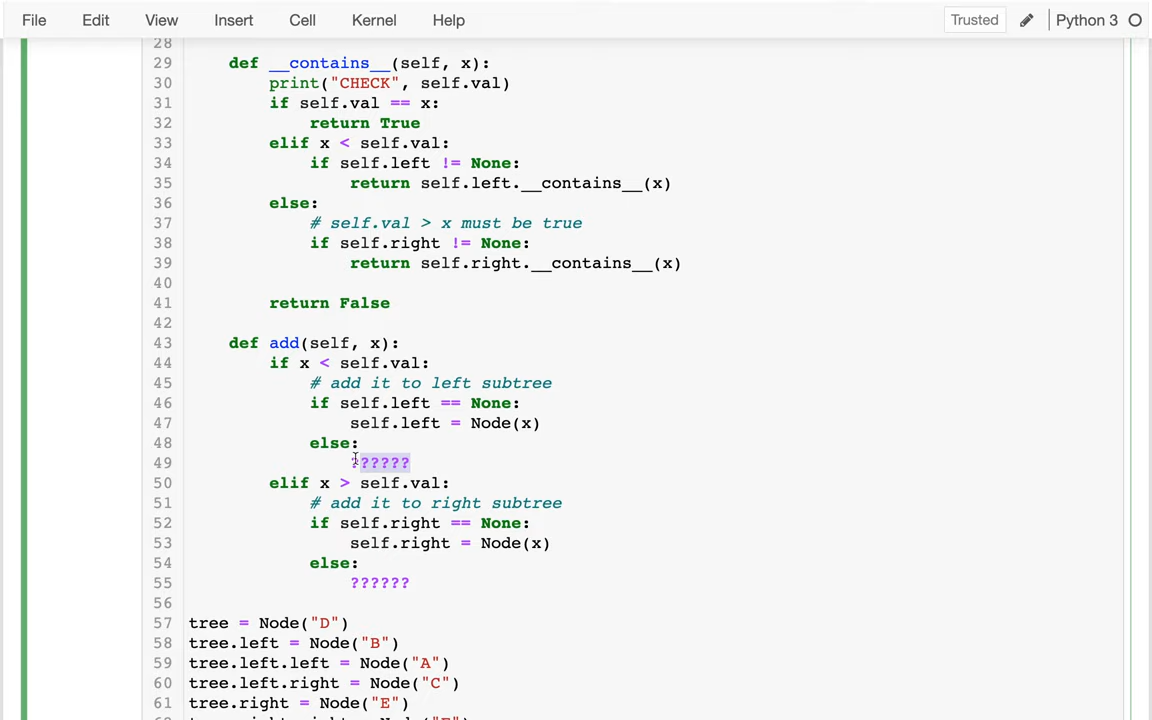 File Edit View Insert Cell Kernel Help Trusted Python 3
28
29 def __contains__(self, x):
30 print("CHECK", self.val)
31 if self.val == x:
32 return True
33 elif x < self.val:
34 if self.left != None:
35 return self.left.__contains__(x)
36 else:
37 # self.val > x must be true
38 if self.right != None:
39 return self.right.__contains__(x)
40
41 return False
42
43 def add(self, x):
44 if x < self.val:
45 # add it to left subtree
46 if self.left == None:
47 self.left = Node(x)
48 else:
49 ??????
50 elif x > self.val:
51 # add it to right subtree
52 if self.right == None:
53 self.right = Node(x)
54 else:
55 ??????
56
57 tree = Node("D")
58 tree.left = Node("B")
59 tree.left.left = Node("A")
60 tree.left.right = Node("C")
61 tree.right = Node("E")